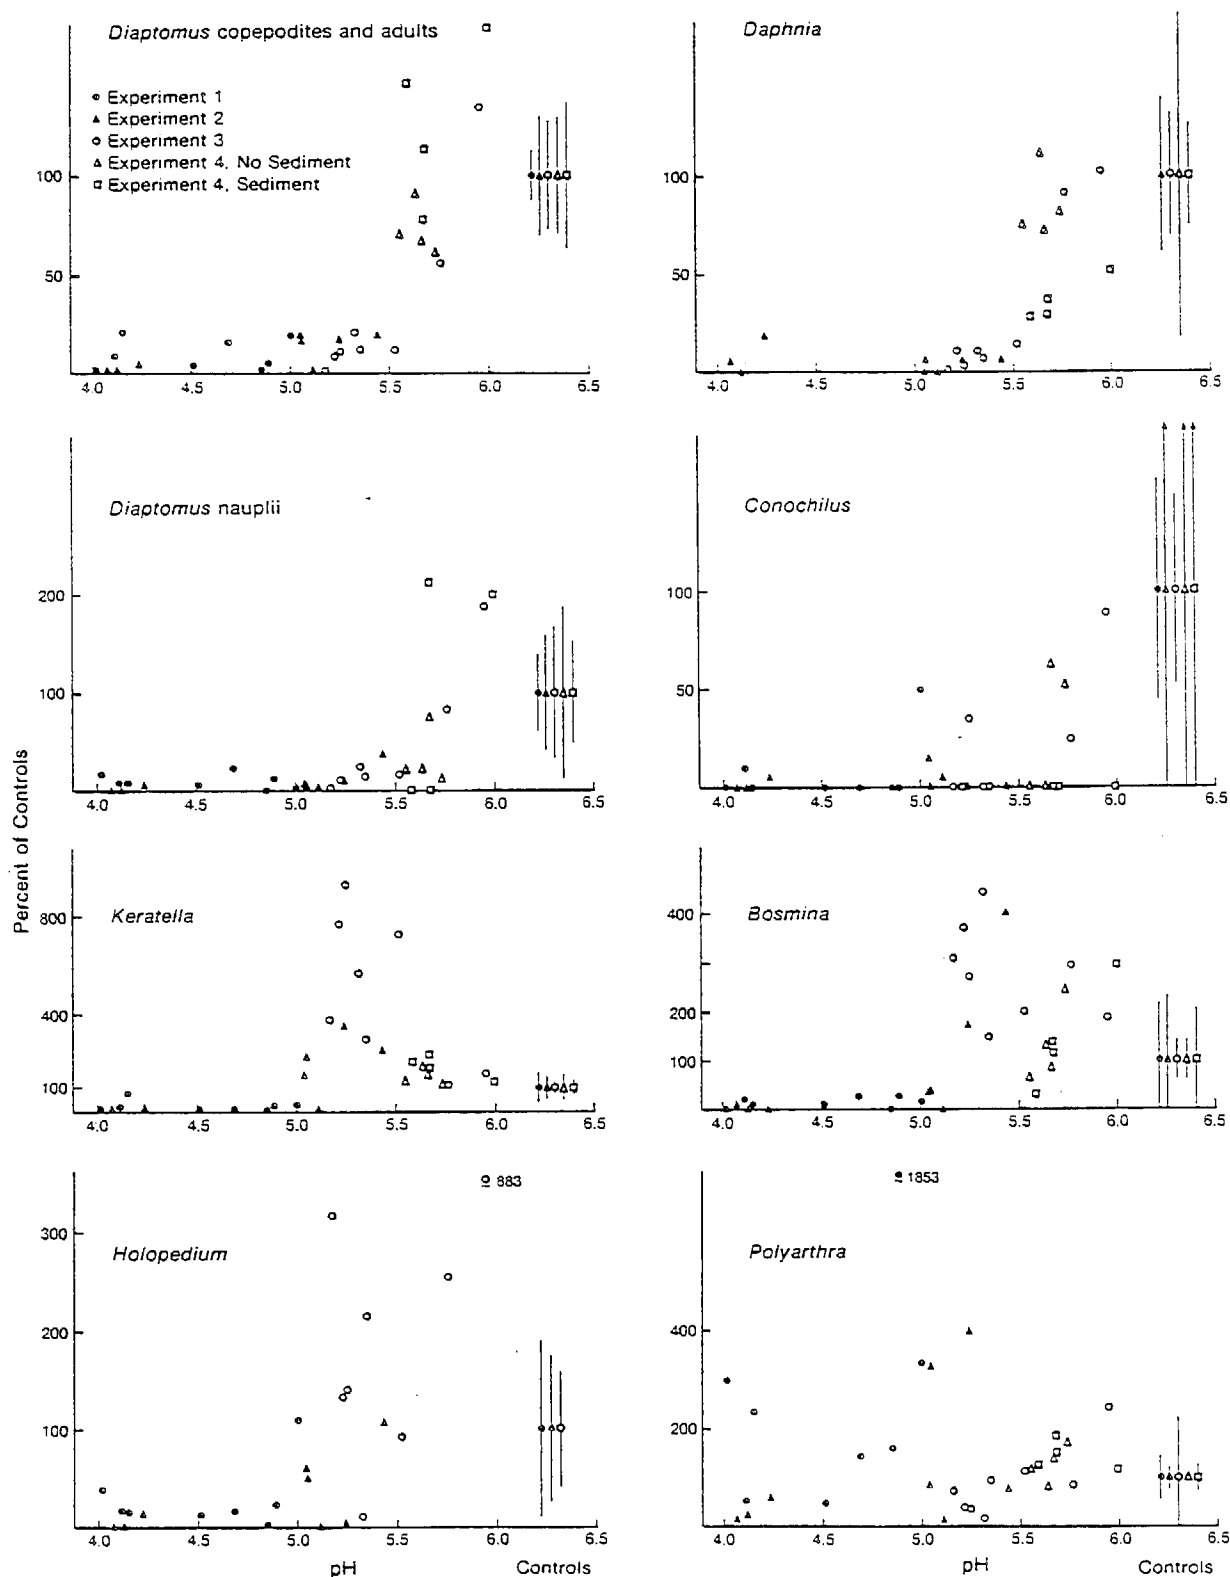 Diaptomus copepodites and adults
Experiment 1
Experiment 2
Experiment 3
Experiment 4, No Sediment
Experiment 4, Sediment
100
50
4.0 4.5 5.0 5.5 6.0 6.5
Daphnia
100
50
4.0 4.5 5.0 5.5 6.0 6.5
Diaptomus nauplii
200
100
4.0 4.5 5.0 5.5 6.0 6.5
Conochilus
100
50
4.0 4.5 5.0 5.5 6.0 6.5
Percent of Controls
Keratella
800
400
100
4.0 4.5 5.0 5.5 6.0 6.5
Bosmina
400
200
100
4.0 4.5 5.0 5.5 6.0 6.5
Holopedium
883
300
200
100
4.0 4.5 5.0 5.5 6.0 6.5
pH Controls
Polyarthra
1853
400
200
4.0 4.5 5.0 5.5 6.0 6.5
pH Controls